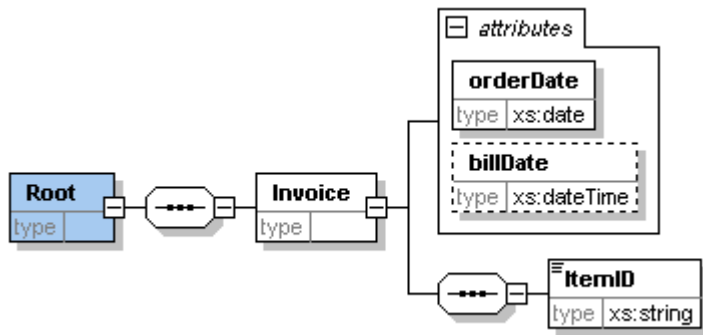 attributes
orderDate
type xs:date
billDate
type xs:dateTime
Root
type
Invoice
type
ItemID
type xs:string